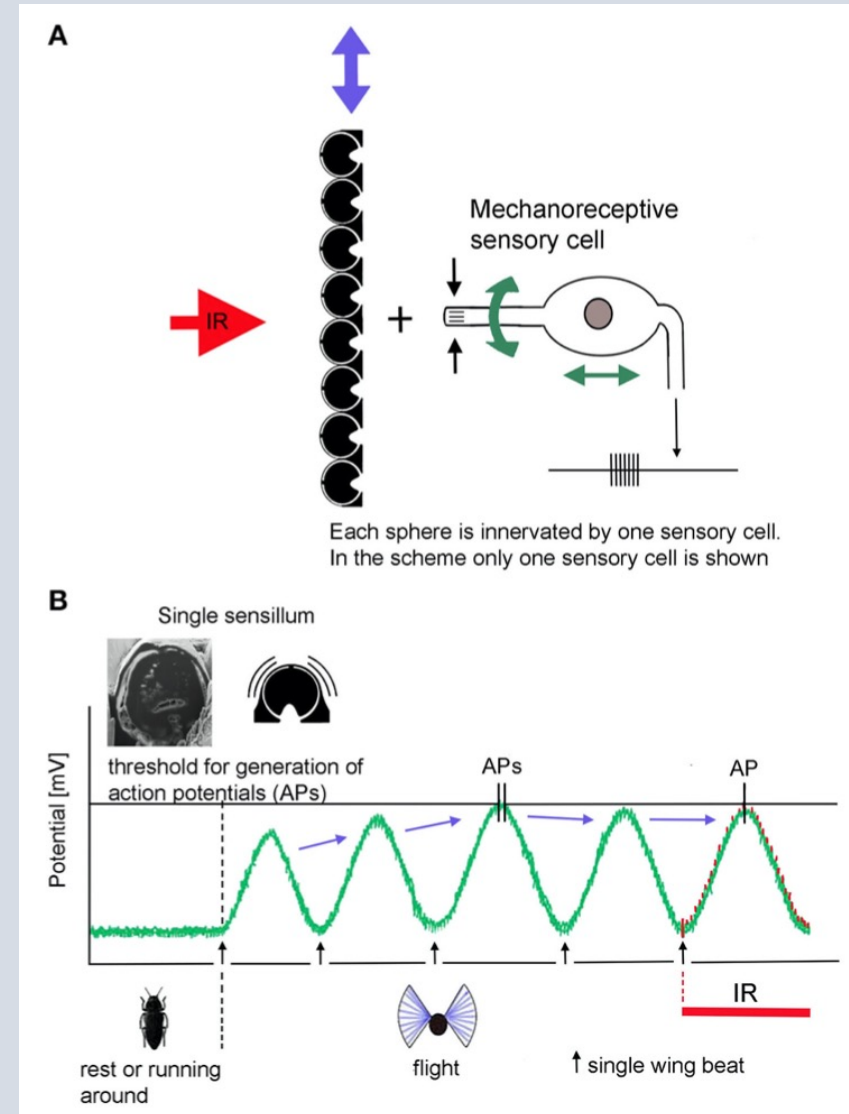 A
IR
+
Mechanoreceptive
sensory cell
Each sphere is innervated by one sensory cell.
In the scheme only one sensory cell is shown
B
Single sensillum
threshold for generation of
action potentials (APs)
APs
AP
Potential [mV]
IR
rest or running
around
flight
single wing beat